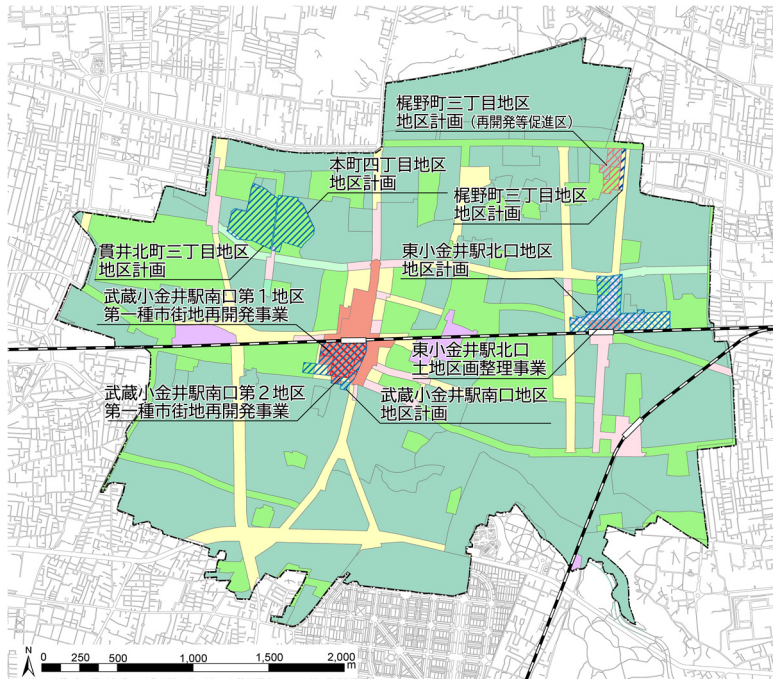 梶野町三丁目地区
地区計画（再開発等促進区）
本町四丁目地区
地区計画
梶野町三丁目地区
地区計画
貫井北町三丁目地区
地区計画
東小金井駅北口地区
地区計画
武蔵小金井駅南口第１地区
第一種市街地再開発事業
東小金井駅北口
土地区画整理事業
武蔵小金井駅南口第２地区
第一種市街地再開発事業
武蔵小金井駅南口地区
地区計画
N
0 250 500 1,000 1,500 2,000
m